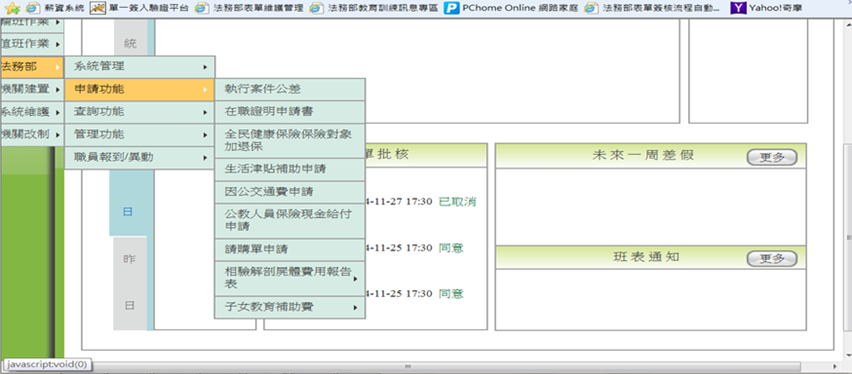 薪資系統 單一簽入驗證平台 法務部表單維護管理 法務部教育訓練訊息專區 PChome Online 網路家庭 法務部表單簽核流程自動... Yahoo!奇摩
輪班作業
值班作業
法務部
機關建置
系統維護
機關改制
系統管理
申請功能
查詢功能
管理功能
職員報到/異動
執行案件公差
在職證明申請書
全民健康保險保險對象
加退保
生活津貼補助申請
因公交通費申請
公教人員保險現金給付
申請
請購單申請
相驗解剖屍體費用報告
表
子女教育補助費
統
日
昨
日
單批核
4-11-27 17:30 已取消
4-11-25 17:30 同意
4-11-25 17:30 同意
未來一周差假 更多
班表通知 更多
javascript:void(0)